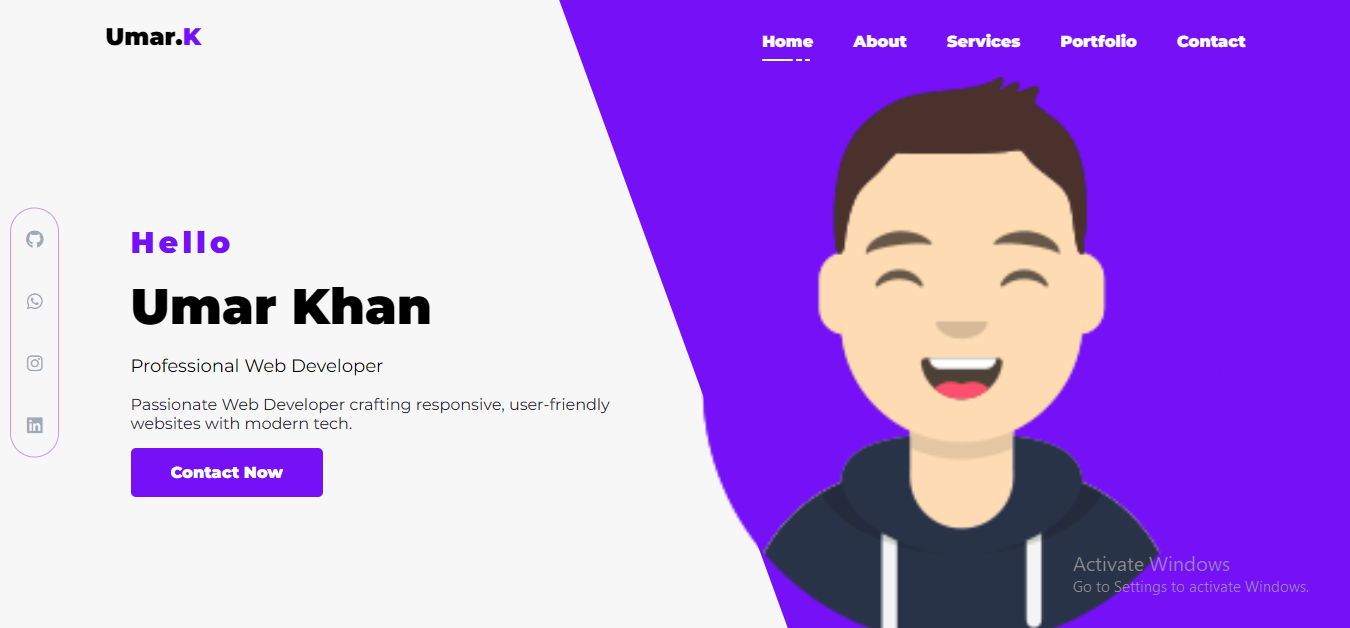 Umar.K
Home About Services Portfolio Contact
Hello
Umar Khan
Professional Web Developer
Passionate Web Developer crafting responsive, user-friendly
websites with modern tech.
Contact Now
Activate Windows
Go to Settings to activate Windows.